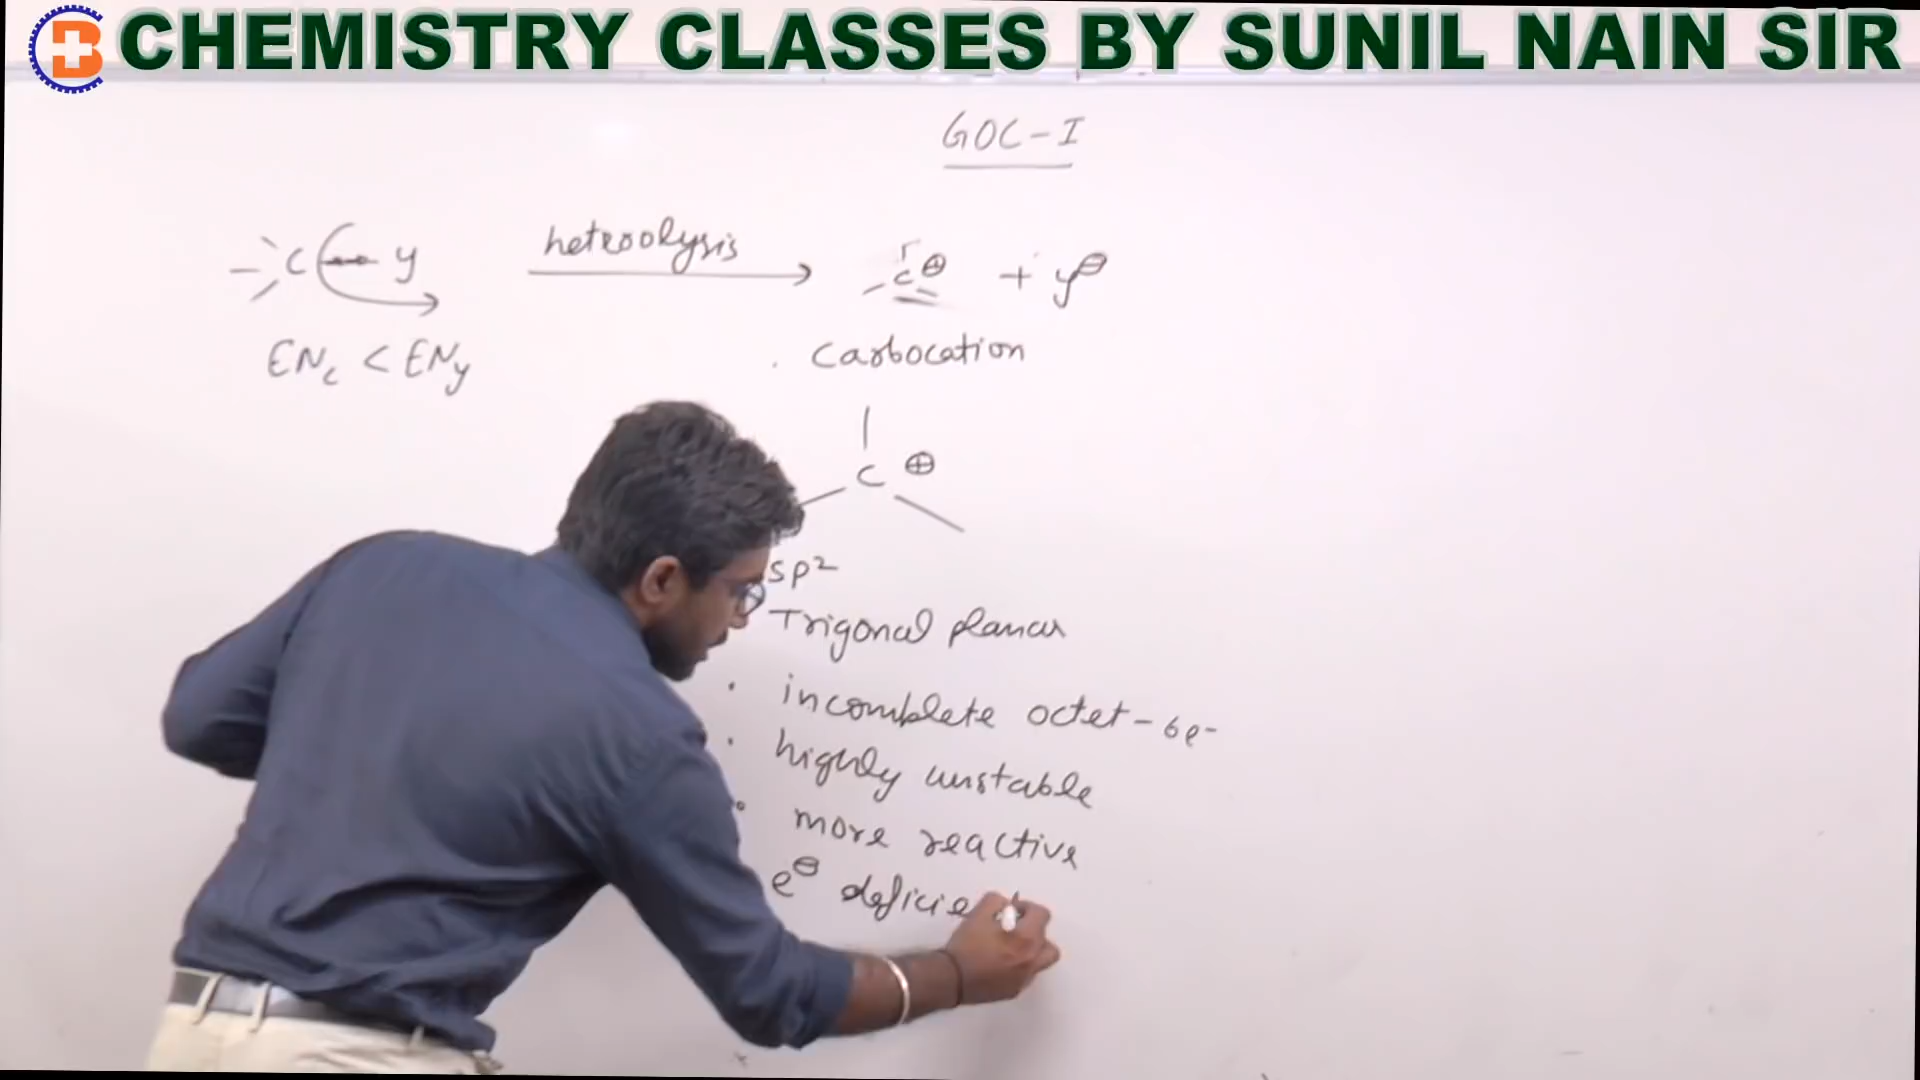 B CHEMISTRY CLASSES BY SUNIL NAIN SIR
GOC-I
C - y heteroolysis C⊕ + y⊖
ENc < ENy
Carbocation
C⊕
sp²
Trigonal planar
• incomplete octet - 6e⁻
• highly unstable
• more reactive
e⊖ deficie